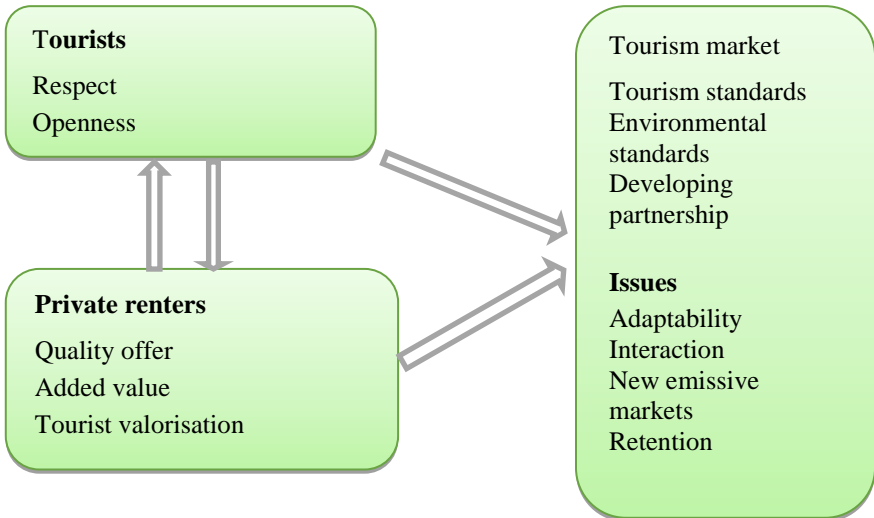 Tourists
Respect
Openness
Private renters
Quality offer
Added value
Tourist valorisation
Tourism market
Tourism standards
Environmental
standards
Developing
partnership
Issues
Adaptability
Interaction
New emissive
markets
Retention